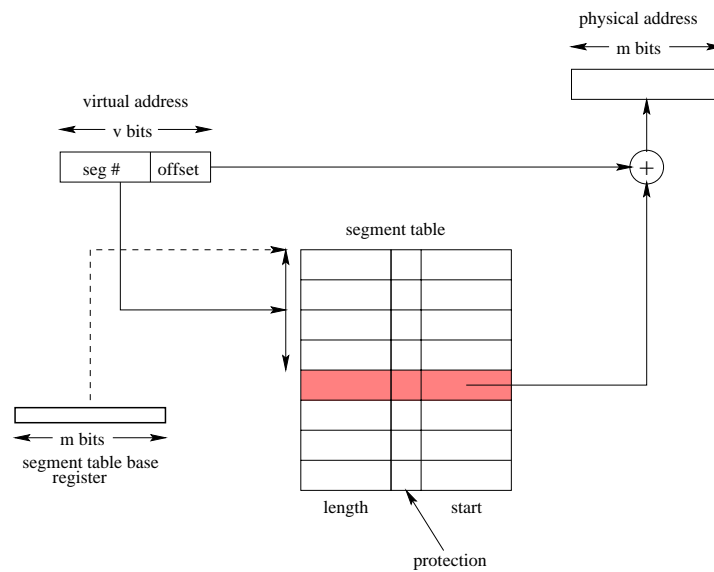 physical address
m bits
virtual address
v bits
seg #
offset
+
segment table
m bits
segment table base
register
length
start
protection